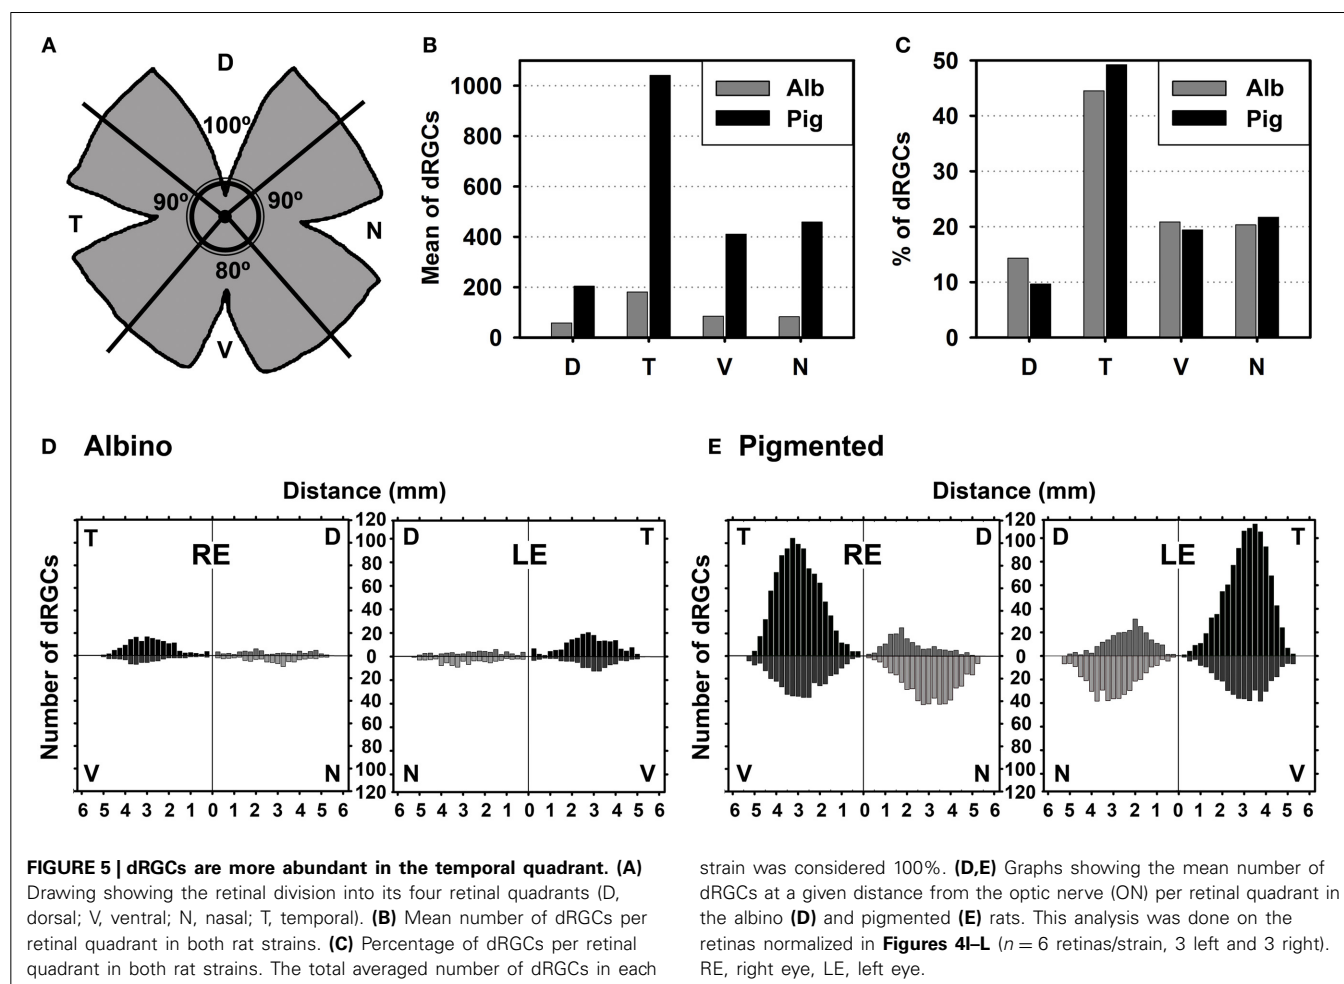 A
D
100º
90º
90º
T
N
80º
V
B
Mean of dRGCs
1000
800
600
400
200
0
Alb
Pig
D T V N
C
% of dRGCs
50
40
30
20
10
0
Alb
Pig
D T V N
D Albino
Distance (mm)
Number of dRGCs
T RE D
V N
120
100
80
60
40
20
0
20
40
60
80
100
120
D LE T
N V
6 5 4 3 2 1 0 1 2 3 4 5 6
6 5 4 3 2 1 0 1 2 3 4 5 6
E Pigmented
Distance (mm)
Number of dRGCs
T RE D
V N
120
100
80
60
40
20
0
20
40
60
80
100
120
D LE T
N V
6 5 4 3 2 1 0 1 2 3 4 5 6
6 5 4 3 2 1 0 1 2 3 4 5 6
FIGURE 5 | dRGCs are more abundant in the temporal quadrant. (A)
Drawing showing the retinal division into its four retinal quadrants (D,
dorsal; V, ventral; N, nasal; T, temporal). (B) Mean number of dRGCs per
retinal quadrant in both rat strains. (C) Percentage of dRGCs per retinal
quadrant in both rat strains. The total averaged number of dRGCs in each
strain was considered 100%. (D,E) Graphs showing the mean number of
dRGCs at a given distance from the optic nerve (ON) per retinal quadrant in
the albino (D) and pigmented (E) rats. This analysis was done on the
retinas normalized in Figures 4I–L (n = 6 retinas/strain, 3 left and 3 right).
RE, right eye, LE, left eye.